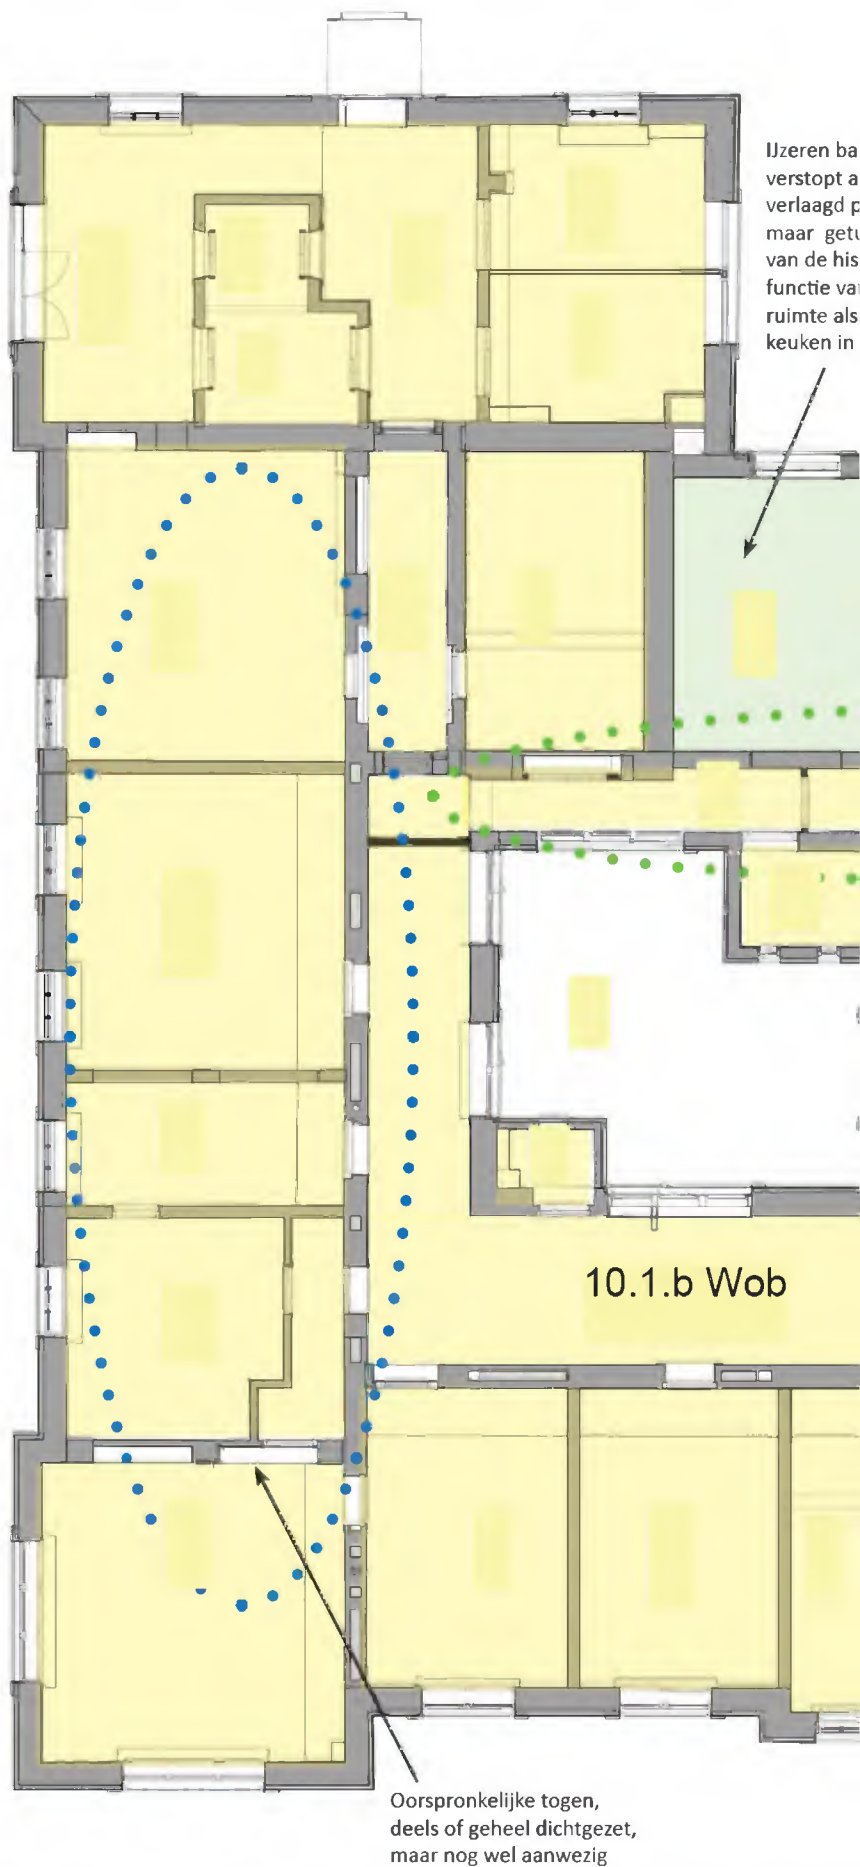 IJzeren ba
verstopt a
verlaagd p
maar getu
van de his
functie var
ruimte als
keuken in
10.1.b Wob
Oorspronkelijke togen,
deels of geheel dichtgezet,
maar nog wel aanwezig